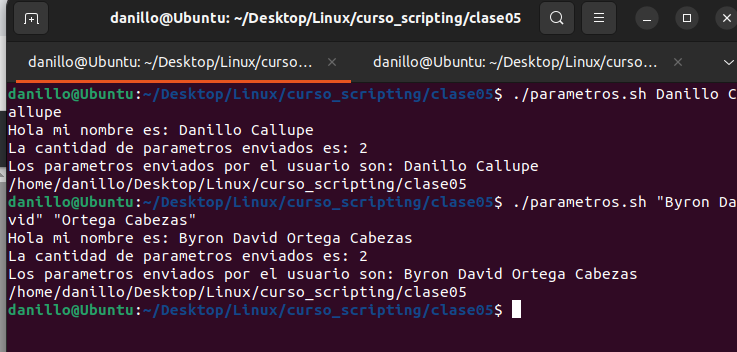 danillo@Ubuntu: ~/Desktop/Linux/curso_scripting/clase05
danillo@Ubuntu: ~/Desktop/Linux/curso... × danillo@Ubuntu: ~/Desktop/Linux/curso... ×
danillo@Ubuntu:~/Desktop/Linux/curso_scripting/clase05$ ./parametros.sh Danillo C
allupe
Hola mi nombre es: Danillo Callupe
La cantidad de parametros enviados es: 2
Los parametros enviados por el usuario son: Danillo Callupe
/home/danillo/Desktop/Linux/curso_scripting/clase05
danillo@Ubuntu:~/Desktop/Linux/curso_scripting/clase05$ ./parametros.sh "Byron Da
vid" "Ortega Cabezas"
Hola mi nombre es: Byron David Ortega Cabezas
La cantidad de parametros enviados es: 2
Los parametros enviados por el usuario son: Byron David Ortega Cabezas
/home/danillo/Desktop/Linux/curso_scripting/clase05
danillo@Ubuntu:~/Desktop/Linux/curso_scripting/clase05$